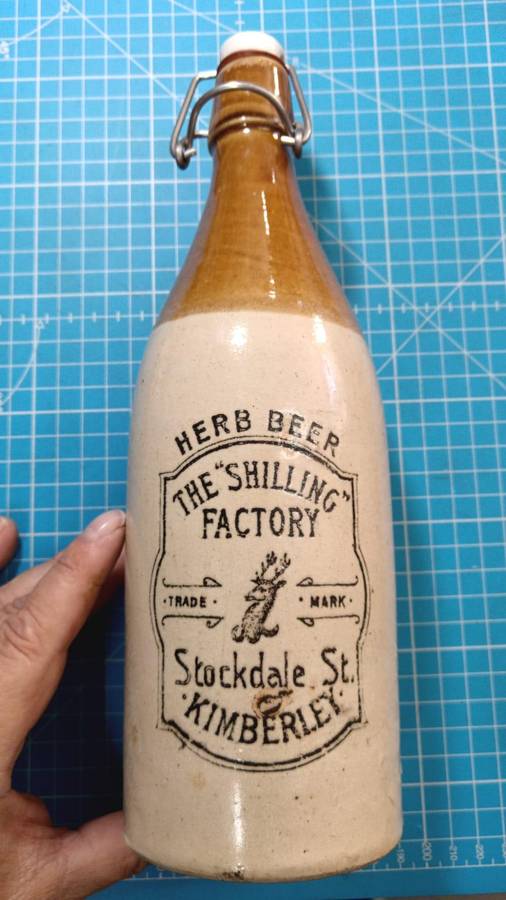 HERB BEER
THE "SHILLING"
FACTORY
·TRADE· ·MARK·
Stockdale St.
·KIMBERLEY·